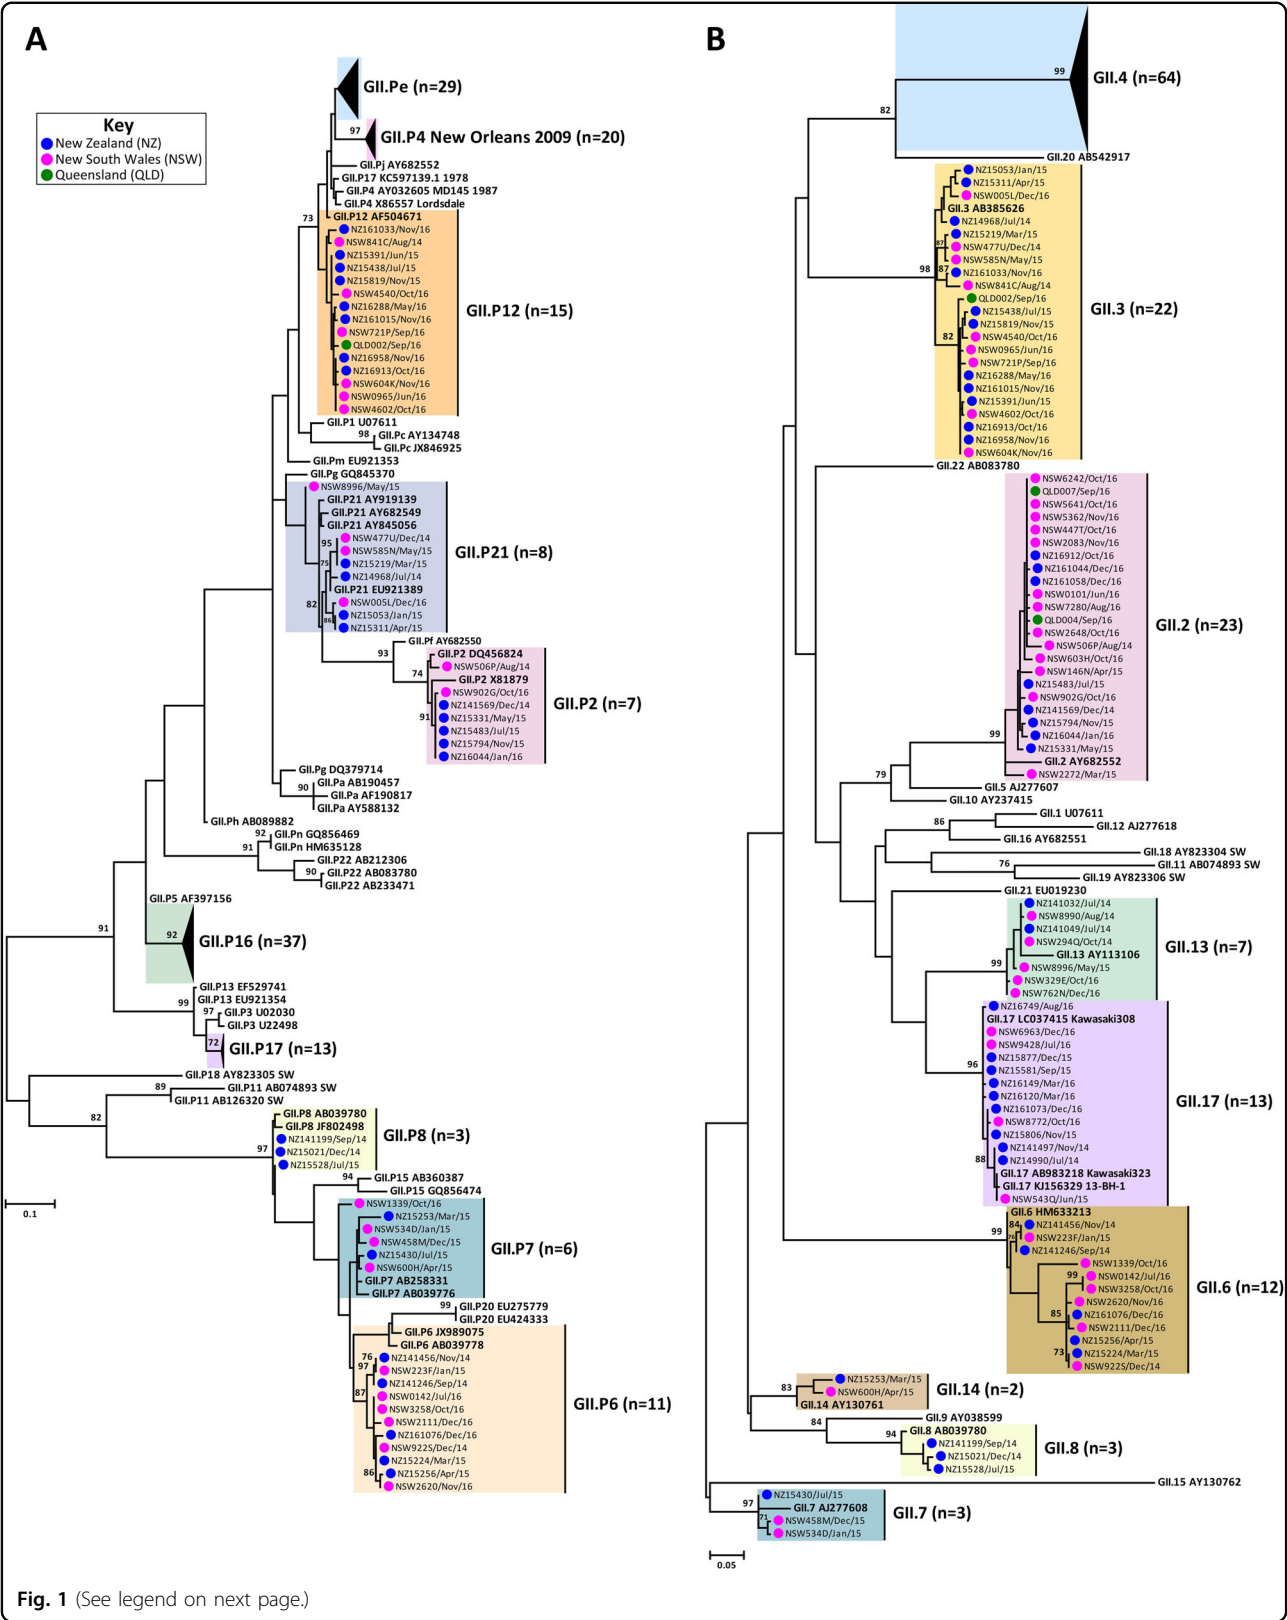 A
Key
New Zealand (NZ)
New South Wales (NSW)
Queensland (QLD)
GII.Pe (n=29)
97
GII.P4 New Orleans 2009 (n=20)
GII.Pj AY682552
GII.P17 KC597139.1 1978
GII.P4 AY032605 MD145 1987
GII.P4 X86557 Lordsdale
73
GII.P12 AF504671
NZ161033/Nov/16
NSW841C/Aug/14
NZ15391/Jun/15
NZ15438/Jul/15
NZ15819/Nov/15
NSW4540/Oct/16
NZ16288/May/16
NZ161015/Nov/16
NSW721P/Sep/16
QLD002/Sep/16
NZ16958/Nov/16
NZ16913/Oct/16
NSW604K/Nov/16
NSW0965/Jun/16
NSW4602/Oct/16
GII.P12 (n=15)
GII.P1 U07611
98
GII.Pc AY134748
GII.Pc JX846925
GII.Pm EU921353
GII.Pg GQ845370
NSW8996/May/15
GII.P21 AY919139
GII.P21 AY682549
GII.P21 AY845056
95
NSW477U/Dec/14
NSW585N/May/15
75
NZ15219/Mar/15
NZ14968/Jul/14
GII.P21 EU921389
82
NSW005L/Dec/16
NZ15053/Jan/15
86
NZ15311/Apr/15
GII.P21 (n=8)
GII.Pf AY682550
93
GII.P2 DQ456824
74
NSW506P/Aug/14
GII.P2 X81879
NSW902G/Oct/16
NZ141569/Dec/14
91
NZ15331/May/15
NZ15483/Jul/15
NZ15794/Nov/15
NZ16044/Jan/16
GII.P2 (n=7)
GII.Pg DQ379714
90
GII.Pa AB190457
GII.Pa AF190817
GII.Pa AY588132
GII.Ph AB089882
92
GII.Pn GQ856469
91
GII.Pn HM635128
GII.P22 AB212306
90
GII.P22 AB083780
GII.P22 AB233471
GII.P5 AF397156
91
92
GII.P16 (n=37)
GII.P13 EF529741
99
GII.P13 EU921354
97
GII.P3 U02030
GII.P3 U22498
72
GII.P17 (n=13)
GII.P18 AY823305 SW
89
GII.P11 AB074893 SW
GII.P11 AB126320 SW
82
GII.P8 AB039780
GII.P8 JF802498
NZ141199/Sep/14
97
NZ15021/Dec/14
NZ15528/Jul/15
GII.P8 (n=3)
94
GII.P15 AB360387
GII.P15 GQ856474
0.1
NSW1339/Oct/16
NZ15253/Mar/15
NSW534D/Jan/15
NSW458M/Dec/15
NZ15430/Jul/15
NSW600H/Apr/15
GII.P7 AB258331
GII.P7 AB039776
GII.P7 (n=6)
99
GII.P20 EU275779
GII.P20 EU424333
GII.P6 JX989075
GII.P6 AB039778
76
NZ141456/Nov/14
97
NSW223F/Jan/15
NZ141246/Sep/14
87
NSW0142/Jul/16
NSW3258/Oct/16
NSW2111/Dec/16
NZ161076/Dec/16
NSW922S/Dec/14
NZ15224/Mar/15
86
NZ15256/Apr/15
NSW2620/Nov/16
GII.P6 (n=11)
B
99
GII.4 (n=64)
82
GII.20 AB542917
NZ15053/Jan/15
NZ15311/Apr/15
NSW005L/Dec/16
GII.3 AB385626
NZ14968/Jul/14
NZ15219/Mar/15
87
NSW477U/Dec/14
NSW585N/May/15
98
87
NZ161033/Nov/16
NSW841C/Aug/14
QLD002/Sep/16
NZ15438/Jul/15
NZ15819/Nov/15
82
NSW4540/Oct/16
NSW0965/Jun/16
NSW721P/Sep/16
NZ16288/May/16
NZ161015/Nov/16
NZ15391/Jun/15
NSW4602/Oct/16
NZ16913/Oct/16
NZ16958/Nov/16
NSW604K/Nov/16
GII.3 (n=22)
GII.22 AB083780
NSW6242/Oct/16
QLD007/Sep/16
NSW5641/Oct/16
NSW5362/Nov/16
NSW447T/Oct/16
NSW2083/Nov/16
NZ16912/Oct/16
NZ161044/Dec/16
NZ161058/Dec/16
NSW0101/Jun/16
NSW7280/Aug/16
QLD004/Sep/16
NSW2648/Oct/16
NSW506P/Aug/14
NSW603H/Oct/16
NSW146N/Apr/15
NZ15483/Jul/15
NSW902G/Oct/16
NZ141569/Dec/14
NZ15794/Nov/15
99
NZ16044/Jan/16
NZ15331/May/15
GII.2 AY682552
NSW2272/Mar/15
GII.2 (n=23)
79
GII.5 AJ277607
GII.10 AY237415
GII.1 U07611
86
GII.12 AJ277618
GII.16 AY682551
GII.18 AY823304 SW
76
GII.11 AB074893 SW
GII.19 AY823306 SW
GII.21 EU019230
NZ141032/Jul/14
NSW8990/Aug/14
NZ141049/Jul/14
NSW294Q/Oct/14
GII.13 AY113106
99
NSW8996/May/15
NSW329E/Oct/16
NSW762N/Dec/16
GII.13 (n=7)
NZ16749/Aug/16
GII.17 LC037415 Kawasaki308
NSW6963/Dec/16
NSW9428/Jul/16
NZ15877/Dec/15
96
NZ15581/Sep/15
NZ16149/Mar/16
NZ16120/Mar/16
NZ161073/Dec/16
NSW8772/Oct/16
NZ15806/Nov/15
NZ141497/Nov/14
88
NZ14990/Jul/14
GII.17 AB983218 Kawasaki323
GII.17 KJ156329 13-BH-1
NSW543Q/Jun/15
GII.17 (n=13)
GII.6 HM633213
84
NZ141456/Nov/14
99
76
NSW223F/Jan/15
NZ141246/Sep/14
NSW1339/Oct/16
99
NSW0142/Jul/16
NSW3258/Oct/16
NSW2620/Nov/16
85
NZ161076/Dec/16
NSW2111/Dec/16
NZ15256/Apr/15
73
NZ15224/Mar/15
NSW922S/Dec/14
GII.6 (n=12)
83
NZ15253/Mar/15
NSW600H/Apr/15
GII.14 AY130761
GII.14 (n=2)
84
GII.9 AY038599
94
GII.8 AB039780
NZ141199/Sep/14
NZ15021/Dec/14
NZ15528/Jul/15
GII.8 (n=3)
GII.15 AY130762
97
NZ15430/Jul/15
GII.7 AJ277608
71
NSW458M/Dec/15
NSW534D/Jan/15
GII.7 (n=3)
0.05
Fig. 1 (See legend on next page.)